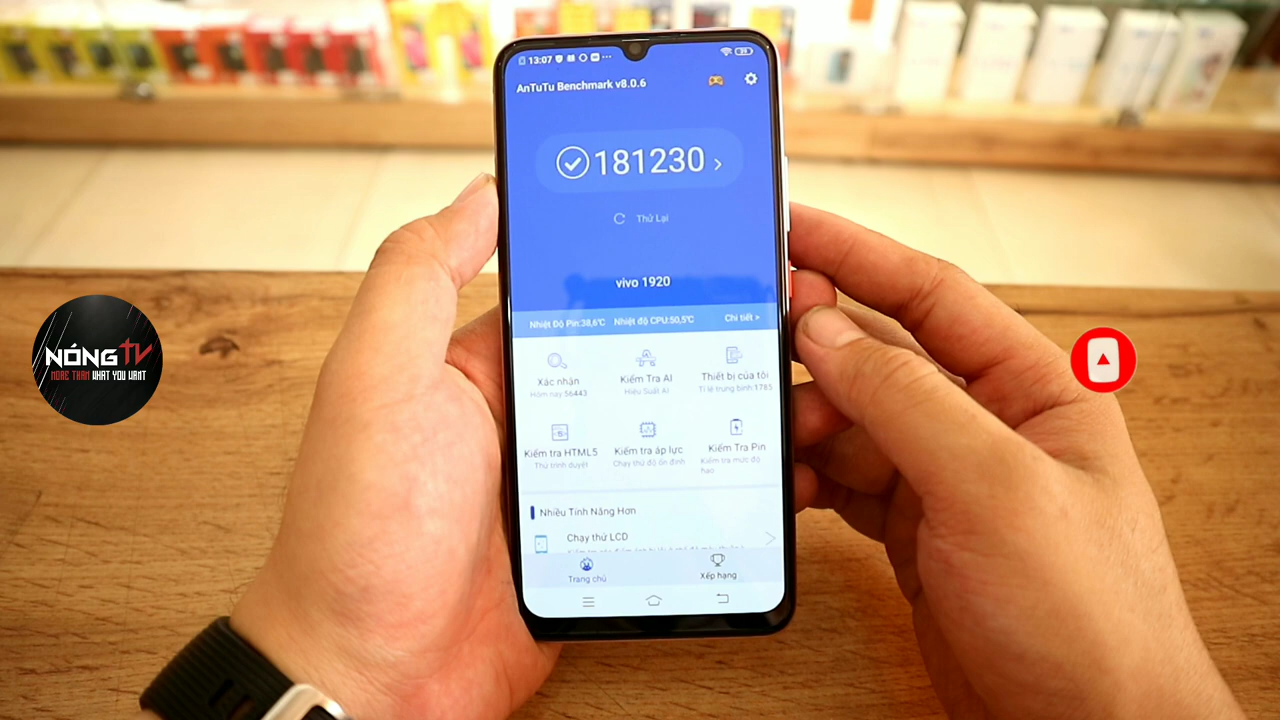 13:07
39
AnTuTu Benchmark v8.0.6
181230
Thử Lại
vivo 1920
Nhiệt Độ Pin:38,6℃ Nhiệt độ CPU:50,5℃ Chi tiết >
Xác nhận
Hôm nay:56443
Kiểm Tra AI
Hiệu Suất AI
Thiết bị của tôi
Tỉ lệ trung bình:1785
Kiểm tra HTML5
Thử trình duyệt
Kiểm tra áp lực
Chạy thử độ ổn định
Kiểm Tra Pin
Kiểm tra mức độ
hao
Nhiều Tính Năng Hơn
Chạy thử LCD
Trang chủ
Xếp hạng
NÓNG TV
MORE THAN WHAT YOU WANT